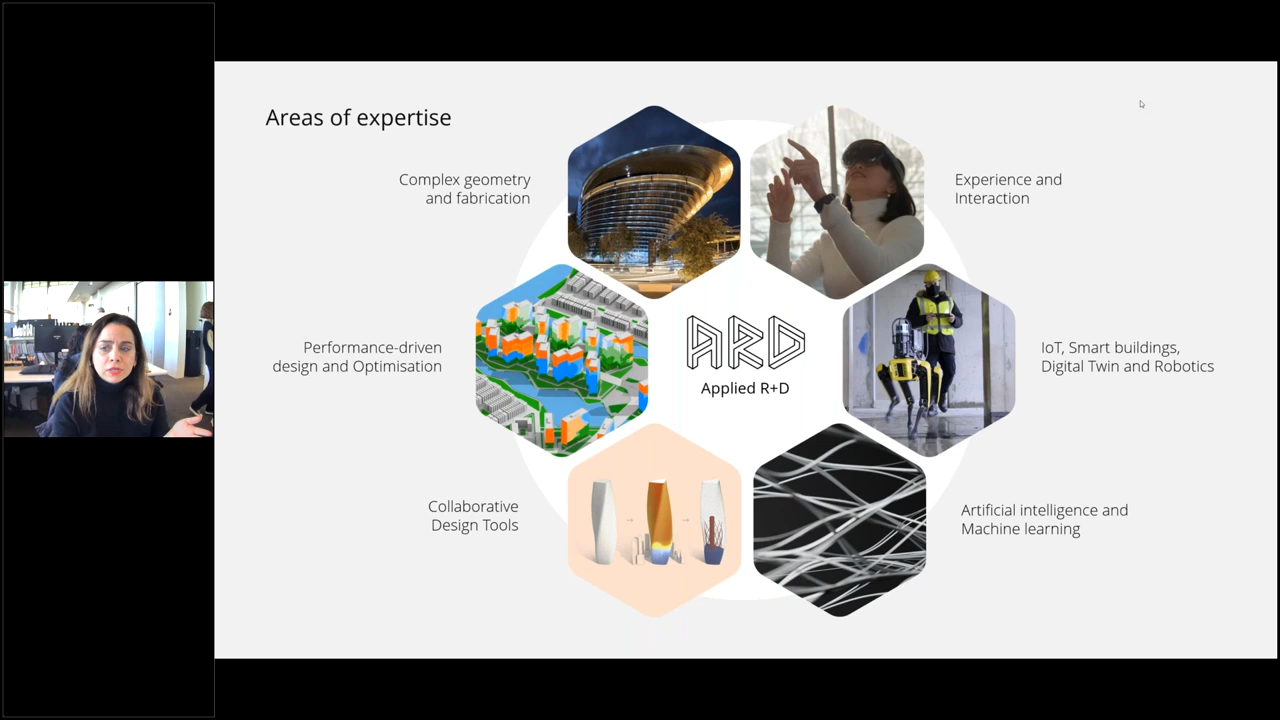 Areas of expertise
Complex geometry
and fabrication
Experience and
Interaction
Performance-driven
design and Optimisation
ARD
Applied R+D
IoT, Smart buildings,
Digital Twin and Robotics
Collaborative
Design Tools
Artificial intelligence and
Machine learning